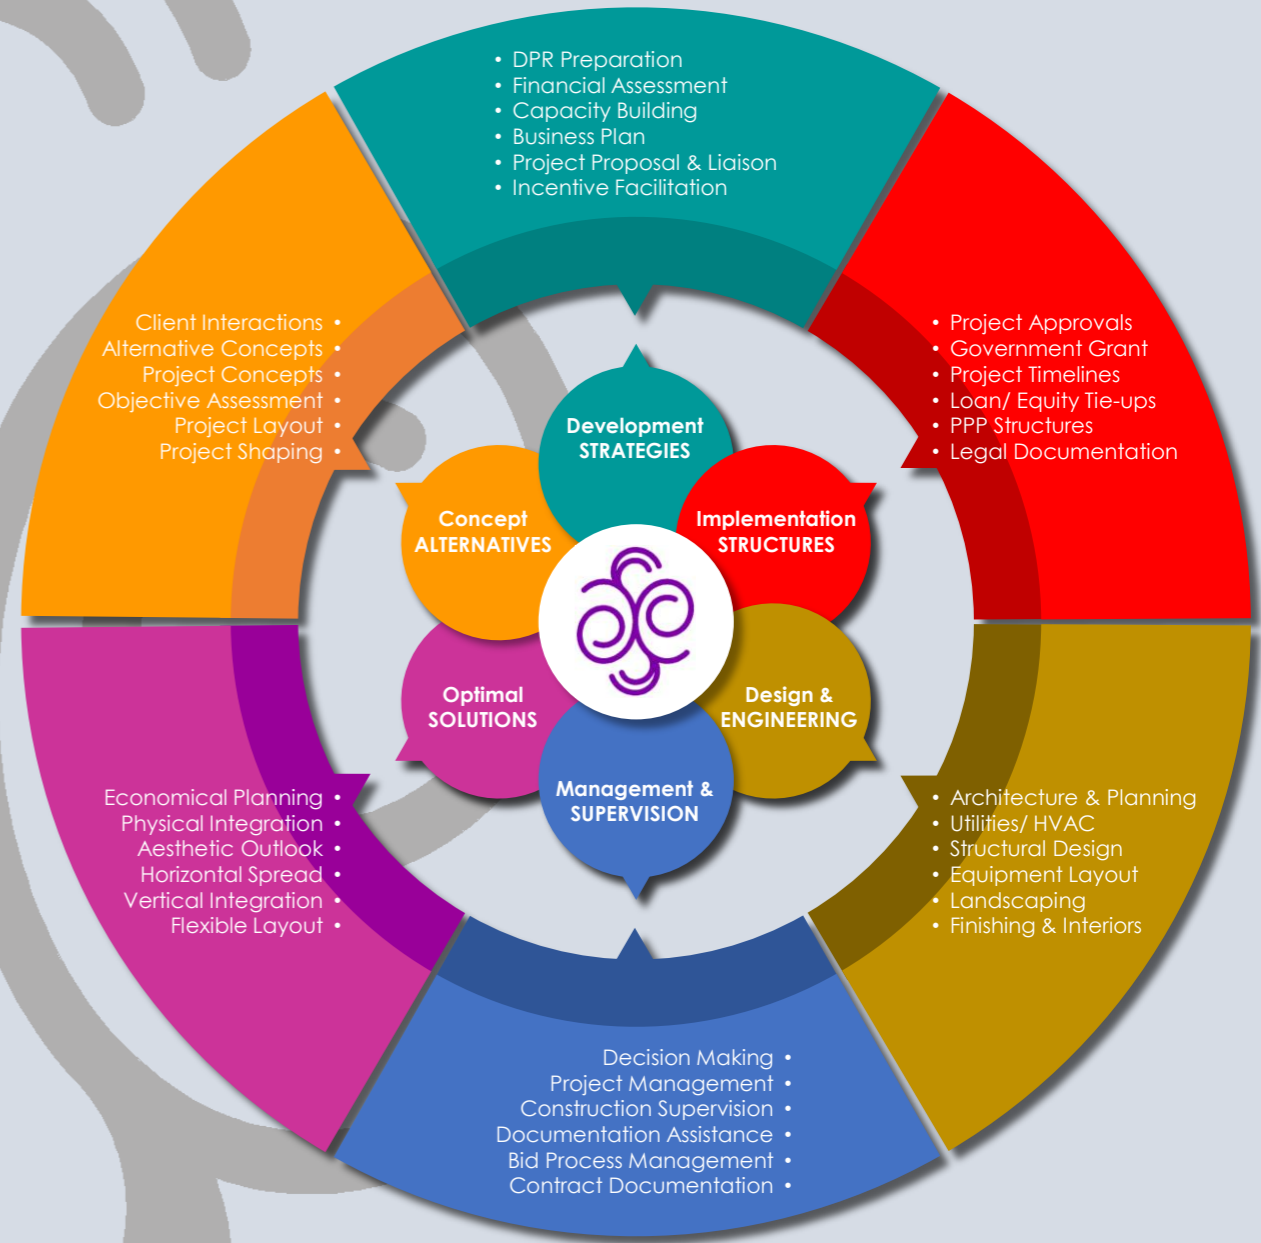 • DPR Preparation
• Financial Assessment
• Capacity Building
• Business Plan
• Project Proposal & Liaison
• Incentive Facilitation
Client Interactions •
Alternative Concepts •
Project Concepts •
Objective Assessment •
Project Layout •
Project Shaping •
• Project Approvals
• Government Grant
• Project Timelines
• Loan/ Equity Tie-ups
• PPP Structures
• Legal Documentation
Development
STRATEGIES
Concept
ALTERNATIVES
Implementation
STRUCTURES
Optimal
SOLUTIONS
Design &
ENGINEERING
Management &
SUPERVISION
Economical Planning •
Physical Integration •
Aesthetic Outlook •
Horizontal Spread •
Vertical Integration •
Flexible Layout •
• Architecture & Planning
• Utilities/ HVAC
• Structural Design
• Equipment Layout
• Landscaping
• Finishing & Interiors
Decision Making •
Project Management •
Construction Supervision •
Documentation Assistance •
Bid Process Management •
Contract Documentation •